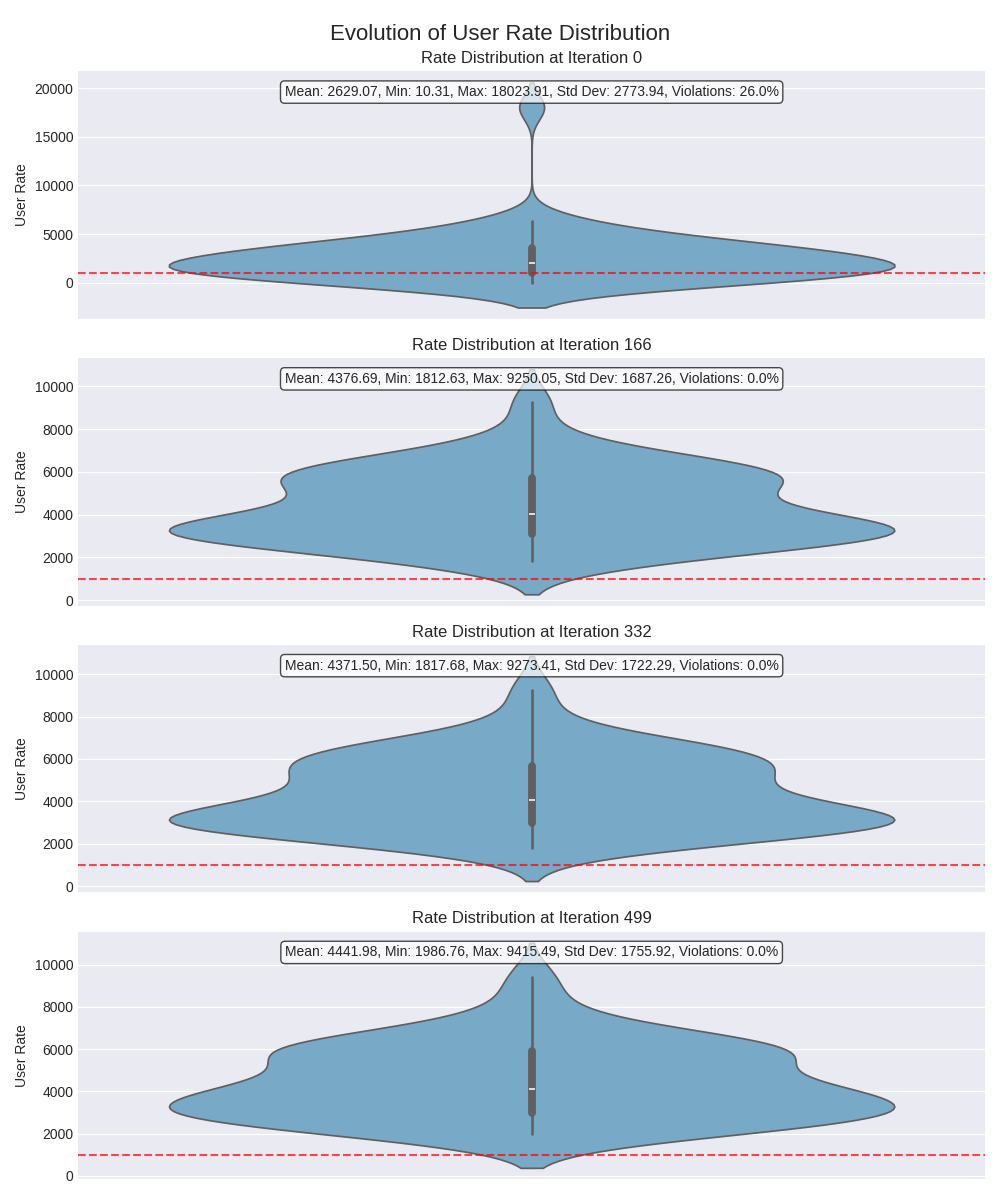 Evolution of User Rate Distribution
Rate Distribution at Iteration 0
Mean: 2629.07, Min: 10.31, Max: 18023.91, Std Dev: 2773.94, Violations: 26.0%
20000
15000
10000
5000
0
User Rate
Rate Distribution at Iteration 166
Mean: 4376.69, Min: 1812.63, Max: 9250.05, Std Dev: 1687.26, Violations: 0.0%
10000
8000
6000
4000
2000
0
User Rate
Rate Distribution at Iteration 332
Mean: 4371.50, Min: 1817.68, Max: 9273.41, Std Dev: 1722.29, Violations: 0.0%
10000
8000
6000
4000
2000
0
User Rate
Rate Distribution at Iteration 499
Mean: 4441.98, Min: 1986.76, Max: 9415.49, Std Dev: 1755.92, Violations: 0.0%
10000
8000
6000
4000
2000
0
User Rate